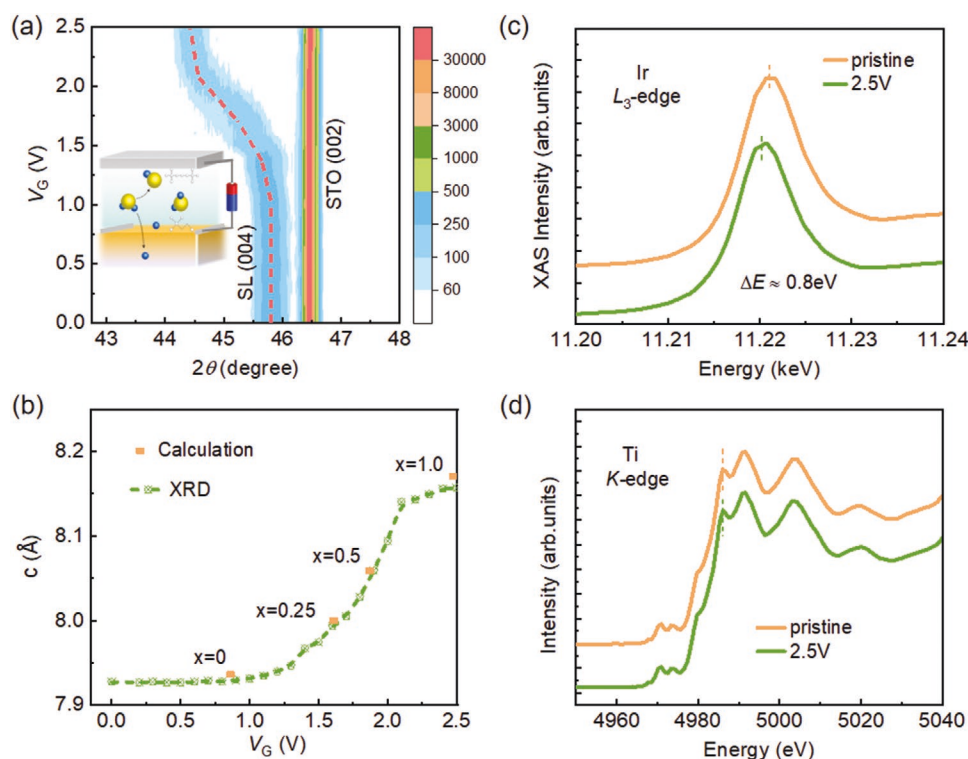 (a)
2.5
2.0
1.5
1.0
0.5
0.0
V_G (V)
SL (004)
STO (002)
43 44 45 46 47 48
2θ (degree)
30000
8000
3000
1000
500
250
100
60
(c)
Ir
L₃-edge
pristine
2.5V
ΔE ≈ 0.8eV
XAS Intensity (arb.units)
11.20 11.21 11.22 11.23 11.24
Energy (keV)
(b)
Calculation
XRD
8.2
8.1
8.0
7.9
c (Å)
x=0
x=0.25
x=0.5
x=1.0
0.0 0.5 1.0 1.5 2.0 2.5
V_G (V)
(d)
Ti
K-edge
pristine
2.5V
Intensity (arb.units)
4960 4980 5000 5020 5040
Energy (eV)